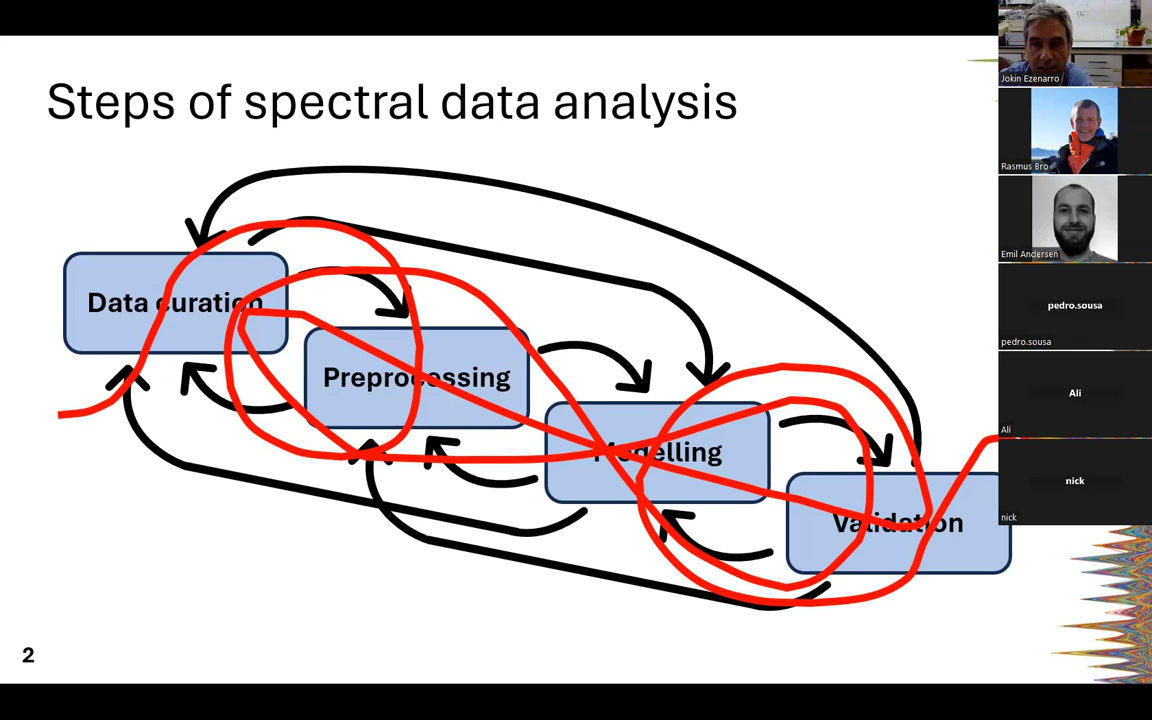 Steps of spectral data analysis
Data curation
Preprocessing
Modelling
Validation
2
Jokin Ezenarro
Rasmus Bro
Emil Andersen
pedro.sousa
pedro.sousa
Ali
Ali
nick
nick